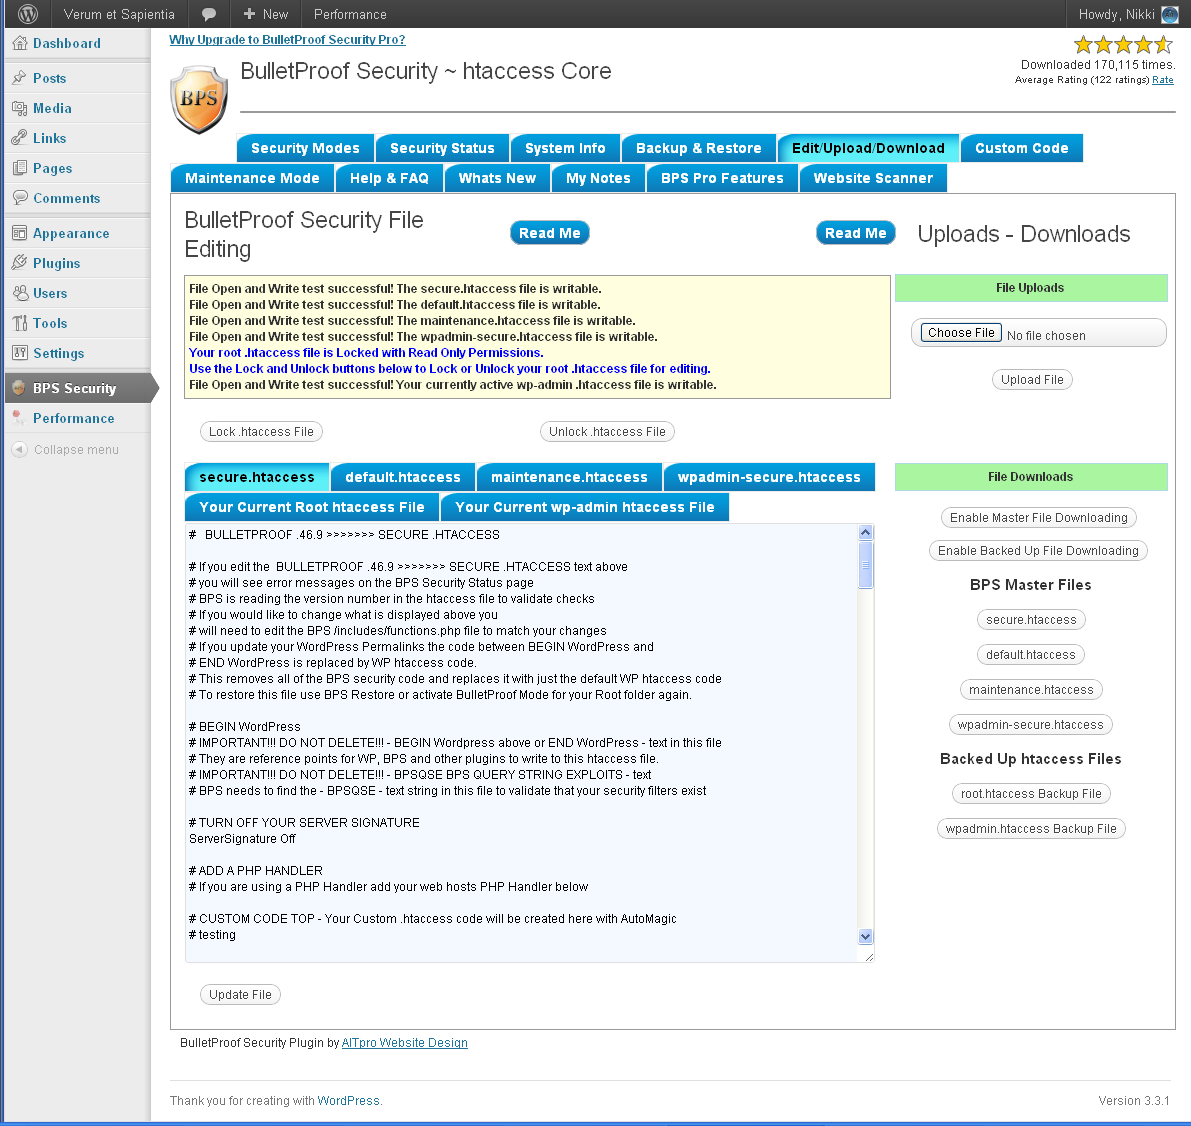 Verum et Sapientia
New
Performance
Howdy, Nikki
Dashboard
Posts
Media
Links
Pages
Comments
Appearance
Plugins
Users
Tools
Settings
BPS Security
Performance
Collapse menu
Why Upgrade to BulletProof Security Pro?
BPS
BulletProof Security ~ htaccess Core
Downloaded 170,115 times.
Average Rating (122 ratings) Rate
Security Modes
Security Status
System Info
Backup & Restore
Edit/Upload/Download
Custom Code
Maintenance Mode
Help & FAQ
Whats New
My Notes
BPS Pro Features
Website Scanner
BulletProof Security File
Editing
Read Me
Read Me
Uploads - Downloads
File Open and Write test successful! The secure.htaccess file is writable.
File Open and Write test successful! The default.htaccess file is writable.
File Open and Write test successful! The maintenance.htaccess file is writable.
File Open and Write test successful! The wpadmin-secure.htaccess file is writable.
Your root .htaccess file is Locked with Read Only Permissions.
Use the Lock and Unlock buttons below to Lock or Unlock your root .htaccess file for editing.
File Open and Write test successful! Your currently active wp-admin .htaccess file is writable.
File Uploads
Choose File No file chosen
Upload File
Lock .htaccess File
Unlock .htaccess File
secure.htaccess
default.htaccess
maintenance.htaccess
wpadmin-secure.htaccess
Your Current Root htaccess File
Your Current wp-admin htaccess File
#   BULLETPROOF .46.9 >>>>>>> SECURE .HTACCESS
# If you edit the  BULLETPROOF .46.9 >>>>>>> SECURE .HTACCESS text above
# you will see error messages on the BPS Security Status page
# BPS is reading the version number in the htaccess file to validate checks
# If you would like to change what is displayed above you
# will need to edit the BPS /includes/functions.php file to match your changes
# If you update your WordPress Permalinks the code between BEGIN WordPress and
# END WordPress is replaced by WP htaccess code.
# This removes all of the BPS security code and replaces it with just the default WP htaccess code
# To restore this file use BPS Restore or activate BulletProof Mode for your Root folder again.
# BEGIN WordPress
# IMPORTANT!!! DO NOT DELETE!!! - BEGIN Wordpress above or END WordPress - text in this file
# They are reference points for WP, BPS and other plugins to write to this htaccess file.
# IMPORTANT!!! DO NOT DELETE!!! - BPSQSE BPS QUERY STRING EXPLOITS - text
# BPS needs to find the - BPSQSE - text string in this file to validate that your security filters exist
# TURN OFF YOUR SERVER SIGNATURE
ServerSignature Off
# ADD A PHP HANDLER
# If you are using a PHP Handler add your web hosts PHP Handler below
# CUSTOM CODE TOP - Your Custom .htaccess code will be created here with AutoMagic
# testing
Update File
File Downloads
Enable Master File Downloading
Enable Backed Up File Downloading
BPS Master Files
secure.htaccess
default.htaccess
maintenance.htaccess
wpadmin-secure.htaccess
Backed Up htaccess Files
root.htaccess Backup File
wpadmin.htaccess Backup File
BulletProof Security Plugin by AITpro Website Design
Thank you for creating with WordPress.
Version 3.3.1